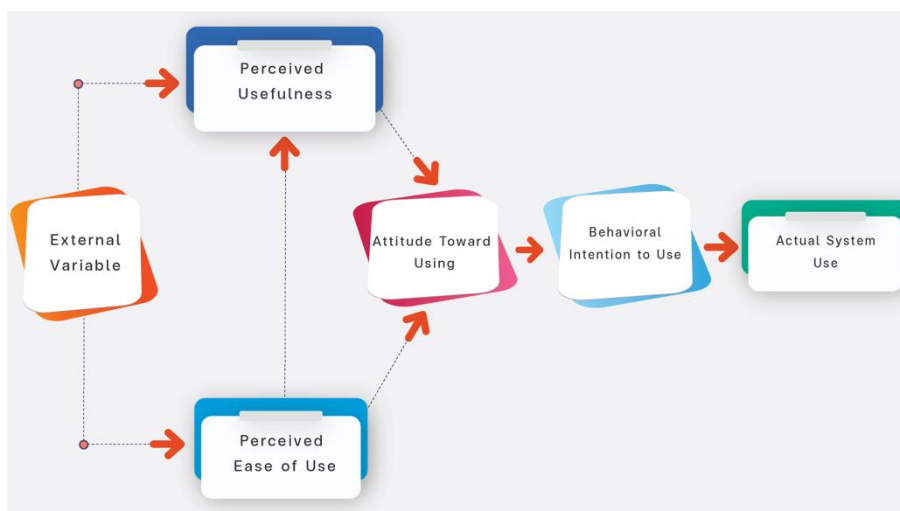 Perceived
Usefulness
External
Variable
Attitude Toward
Using
Behavioral
Intention to Use
Actual System
Use
Perceived
Ease of Use